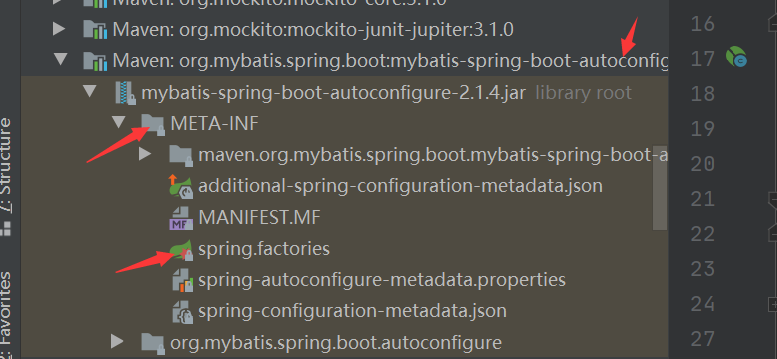 Maven: org.mockito:mockito-core:3.1.0
Maven: org.mockito:mockito-junit-jupiter:3.1.0
Maven: org.mybatis.spring.boot:mybatis-spring-boot-autoconfig
mybatis-spring-boot-autoconfigure-2.1.4.jar library root
META-INF
maven.org.mybatis.spring.boot.mybatis-spring-boot-a
additional-spring-configuration-metadata.json
MF MANIFEST.MF
spring.factories
spring-autoconfigure-metadata.properties
spring-configuration-metadata.json
org.mybatis.spring.boot.autoconfigure
Z: Structure
Favorites
16
17
18
19
20
21
22
23
24
27